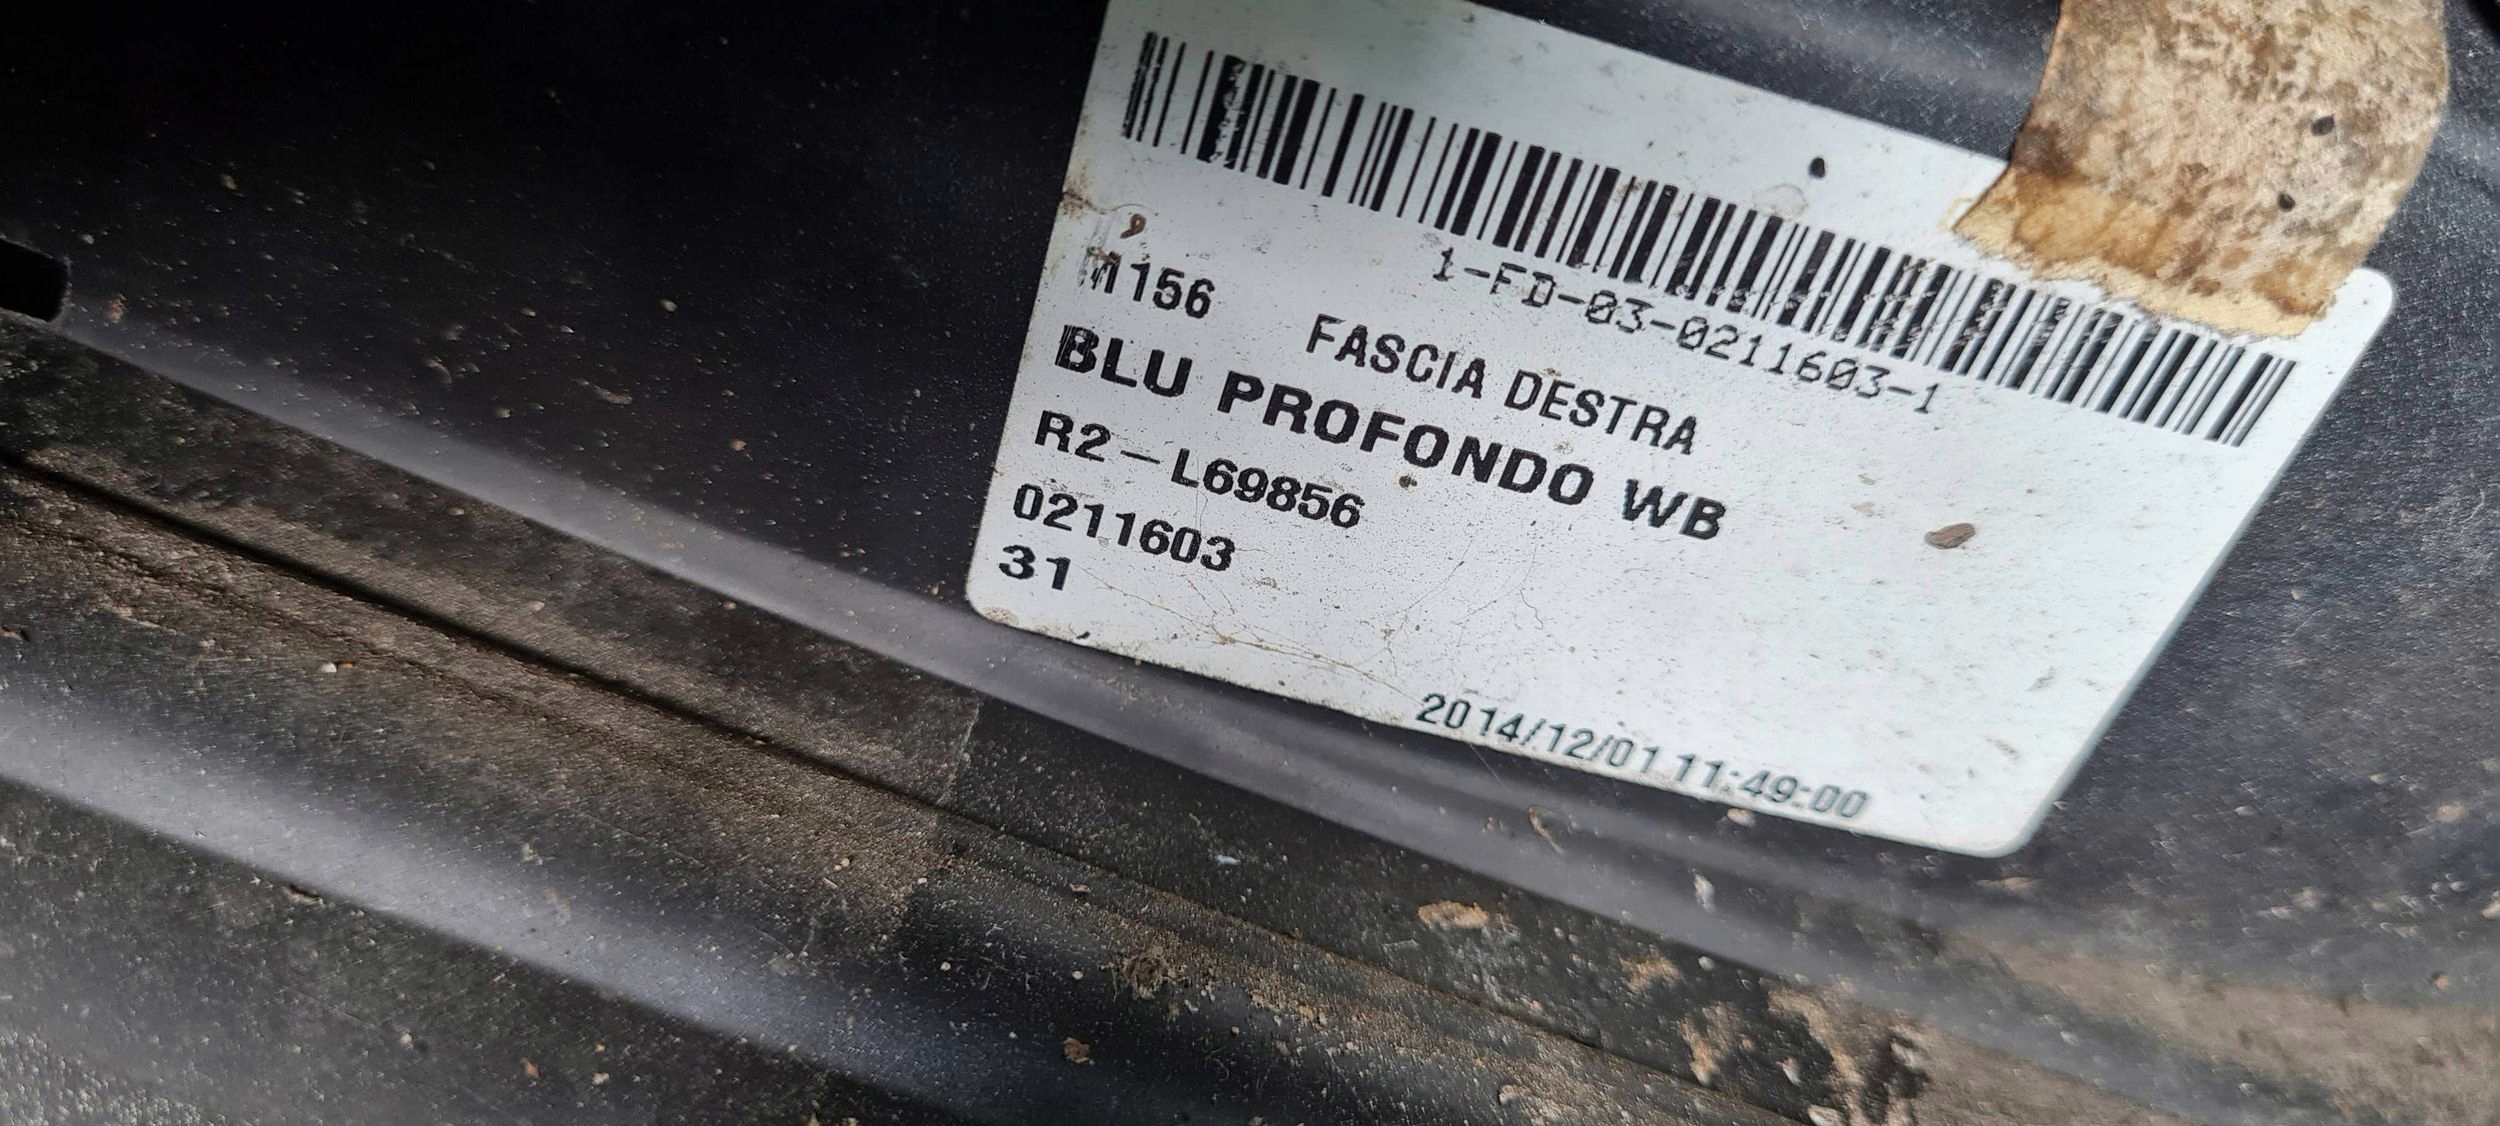 1-FD-03-0211603-1
M156 FASCIA DESTRA
BLU PROFONDO WB
R2-L69856
0211603
31
2014/12/01 11:49:00